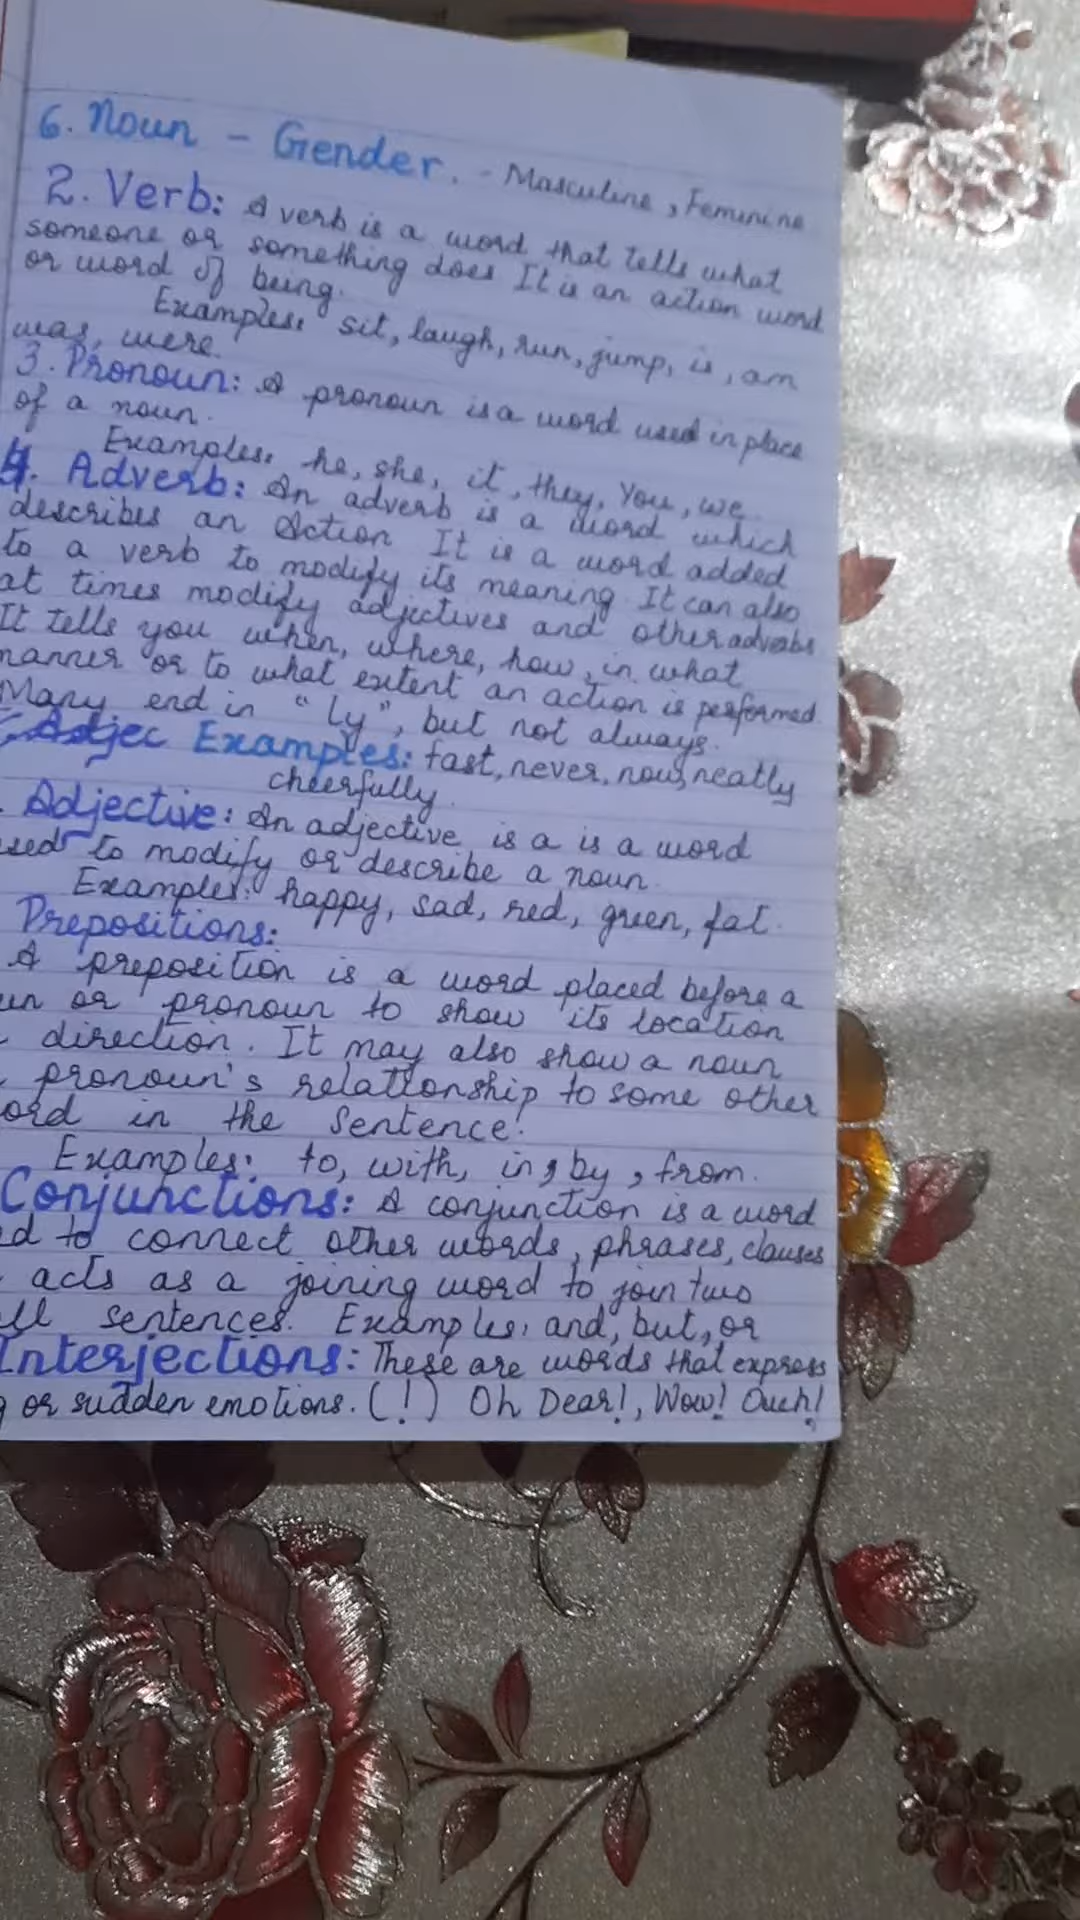 6. Noun - Gender. - Masculine, Feminine
2. Verb: A verb is a word that tells what
someone or something does It is an action word
or word of being.
Examples: sit, laugh, run, jump, is, am
was, were.
3. Pronoun: A pronoun is a word used in place
of a noun.
Examples: he, she, it, they, You, we.
4. Adverb: An adverb is a word which
describes an Action It is a word added
to a verb to modify its meaning It can also
at times modify adjectives and other adverbs
It tells you when, where, how, in what
manner or to what extent an action is performed
Many end in "ly", but not always.
Adjec Examples: fast, never, now, neatly
cheerfully.
. Adjective: An adjective is a is a word
used to modify or describe a noun.
Examples: happy, sad, red, green, fat.
Prepositions:
A preposition is a word placed before a
un or pronoun to show its location
direction. It may also show a noun
pronoun's relationship to some other
ord in the Sentence.
Examples: to, with, in, by, from.
Conjunctions: A conjunction is a word
ed to connect other words, phrases, clauses
acts as a joining word to join two
all sentences. Examples: and, but, or
Interjections: These are words that express
g or sudden emotions. (!) Oh Dear!, Wow! Ouch!